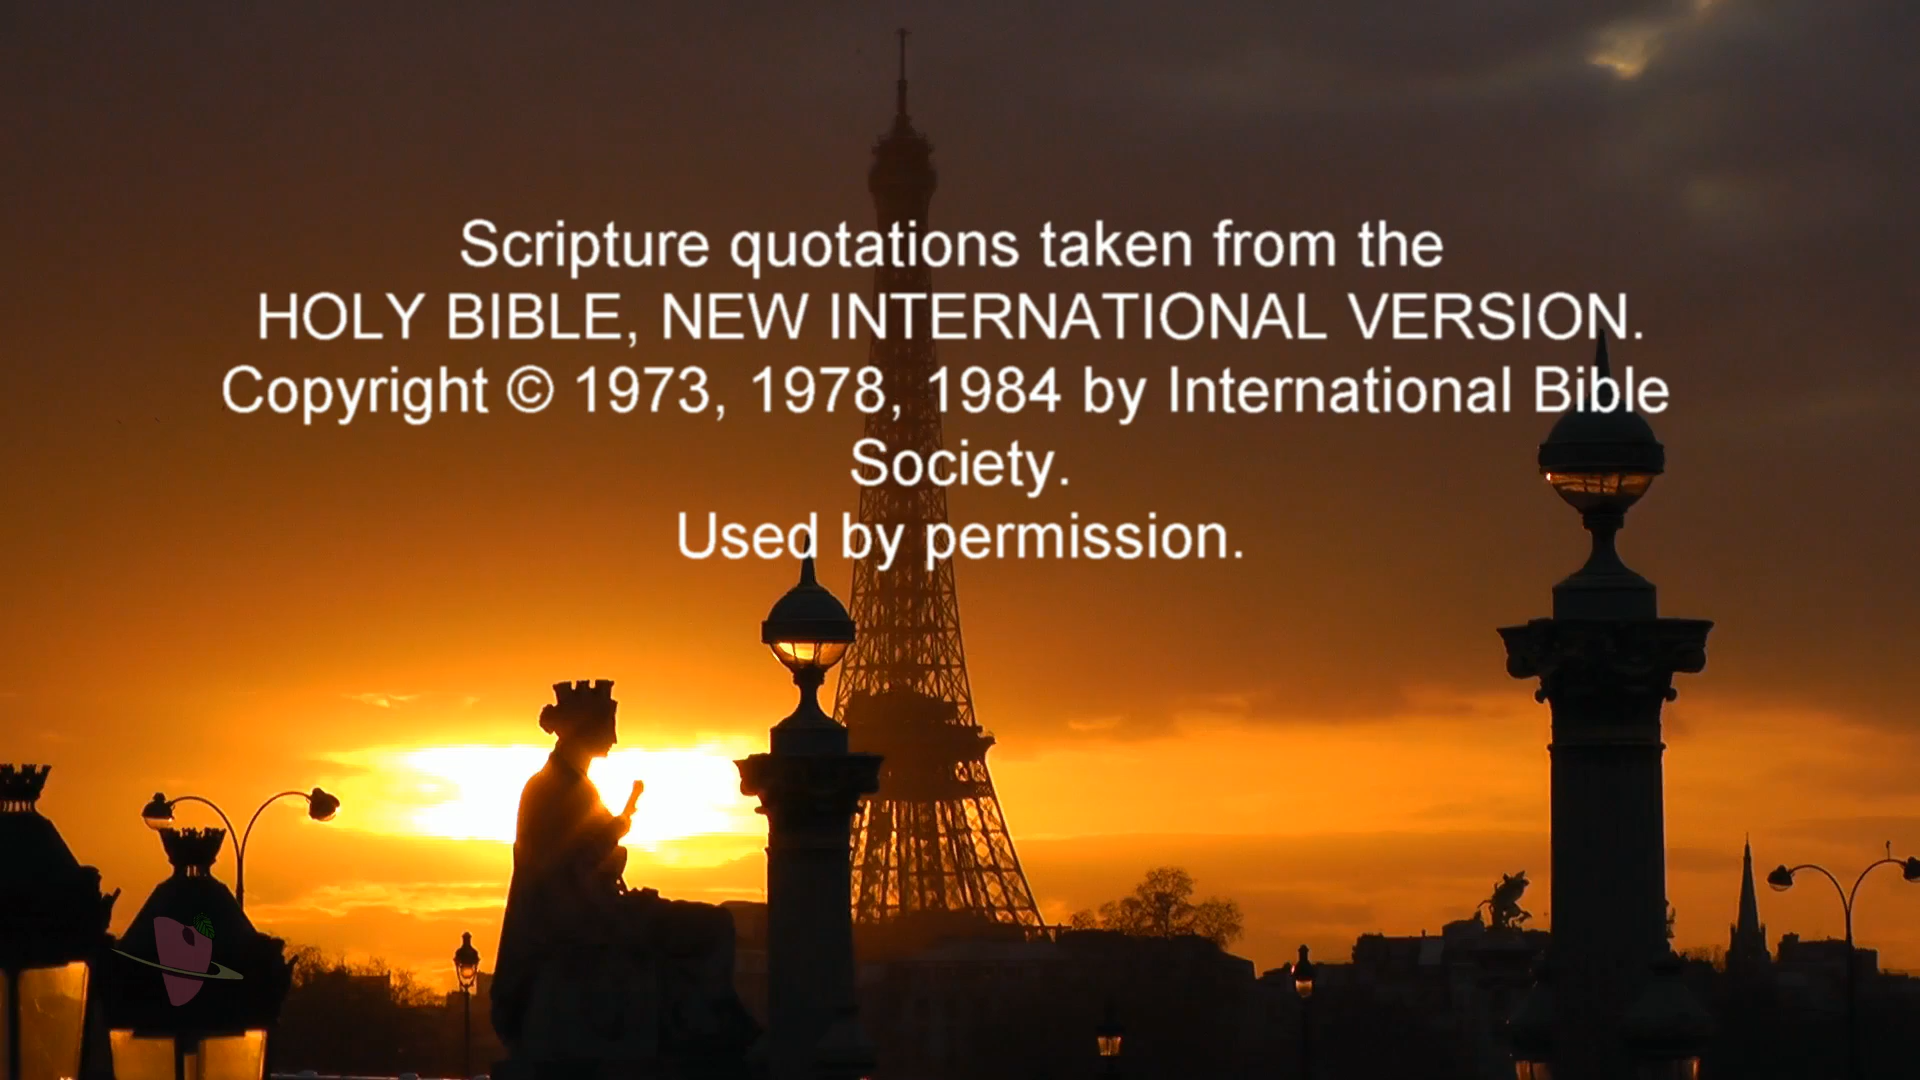 Scripture quotations taken from the
HOLY BIBLE, NEW INTERNATIONAL VERSION.
Copyright © 1973, 1978, 1984 by International Bible
Society.
Used by permission.